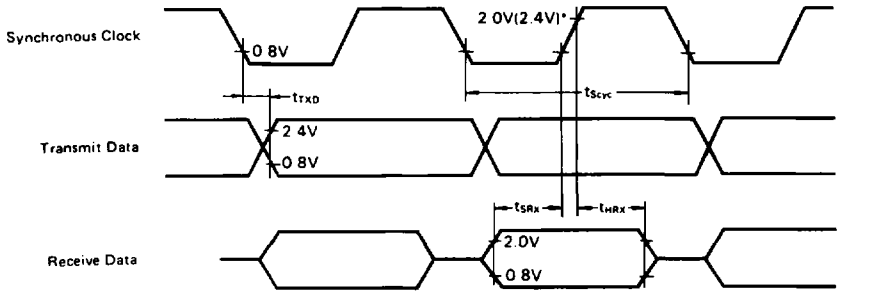 Synchronous Clock
0 8V
2 0V(2.4V)*
tScyc
tTXD
Transmit Data
2 4V
0 8V
tSRX
tHRX
Receive Data
2.0V
0 8V